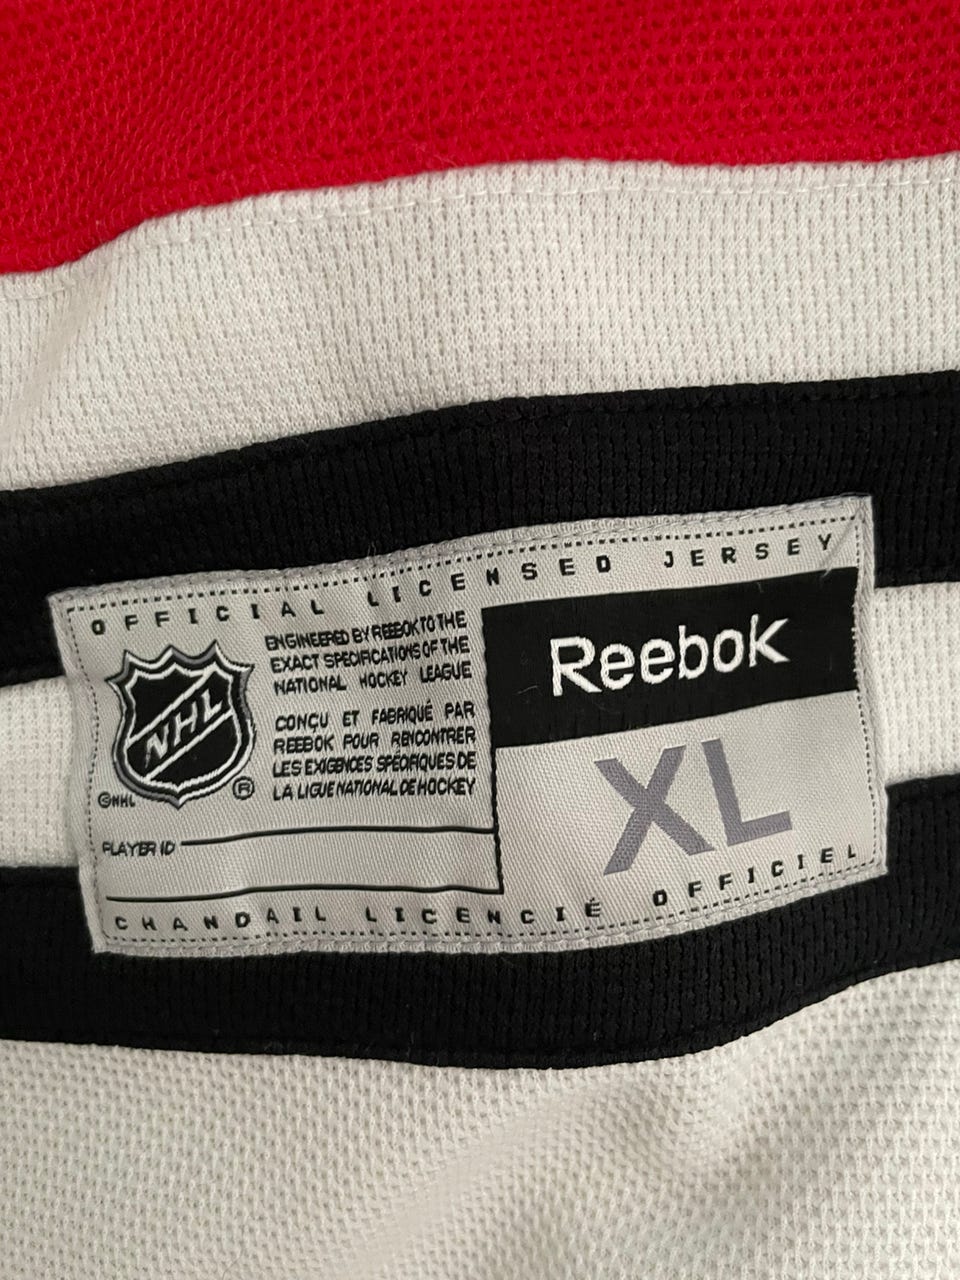 OFFICIAL LICENSED JERSEY
NHL
®
©NHL
ENGINEERED BY REEBOK TO THE
EXACT SPECIFICATIONS OF THE
NATIONAL HOCKEY LEAGUE
CONÇU ET FABRIQUÉ PAR
REEBOK POUR RENCONTRER
LES EXIGENCES SPÉCIFIQUES DE
LA LIGUE NATIONAL DE HOCKEY
PLAYER ID
Reebok
XL
CHANDAIL LICENCIÉ OFFICIEL